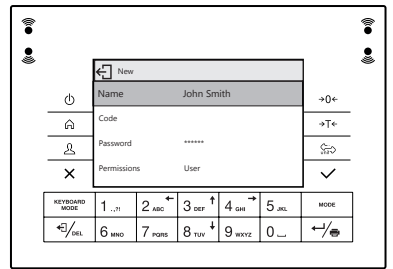 New
Name John Smith
→0←
Code
→T←
Password ******
Permissions User
KEYBOARD MODE 1 .,?! 2 ABC 3 DEF 4 GHI 5 JKL MODE
/DEL 6 MNO 7 PQRS 8 TUV 9 WXYZ 0